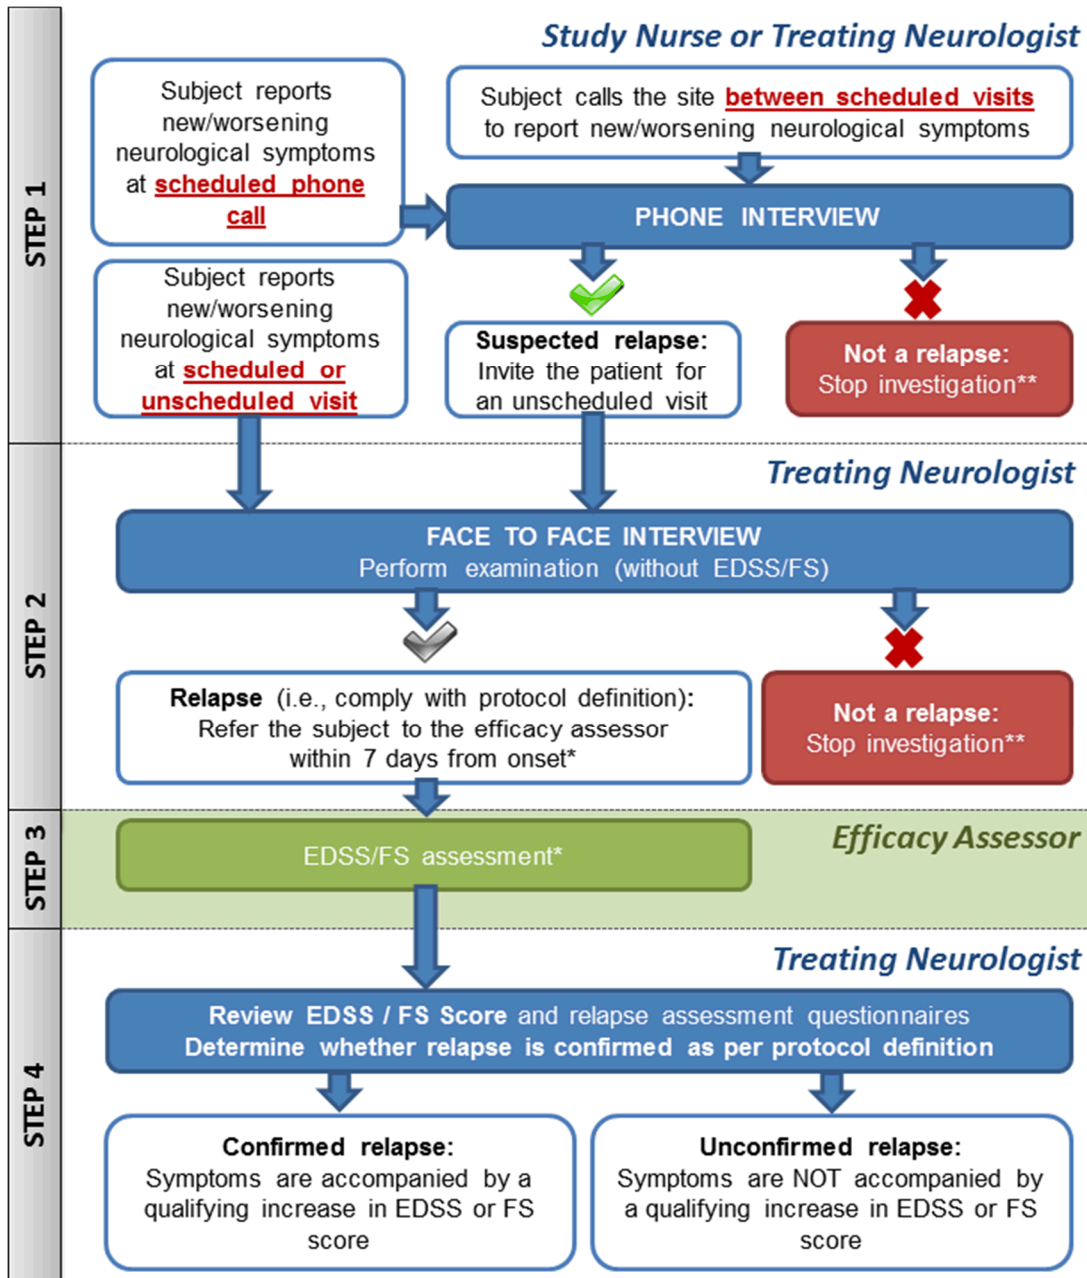 STEP 1
Study Nurse or Treating Neurologist
Subject reports
new/worsening
neurological symptoms
at scheduled phone
call
Subject calls the site between scheduled visits
to report new/worsening neurological symptoms
PHONE INTERVIEW
Subject reports
new/worsening
neurological symptoms
at scheduled or
unscheduled visit
Suspected relapse:
Invite the patient for
an unscheduled visit
Not a relapse:
Stop investigation**
STEP 2
Treating Neurologist
FACE TO FACE INTERVIEW
Perform examination (without EDSS/FS)
Relapse (i.e., comply with protocol definition):
Refer the subject to the efficacy assessor
within 7 days from onset*
Not a relapse:
Stop investigation**
STEP 3
Efficacy Assessor
EDSS/FS assessment*
STEP 4
Treating Neurologist
Review EDSS / FS Score and relapse assessment questionnaires
Determine whether relapse is confirmed as per protocol definition
Confirmed relapse:
Symptoms are accompanied by a
qualifying increase in EDSS or FS
score
Unconfirmed relapse:
Symptoms are NOT accompanied by
a qualifying increase in EDSS or FS
score